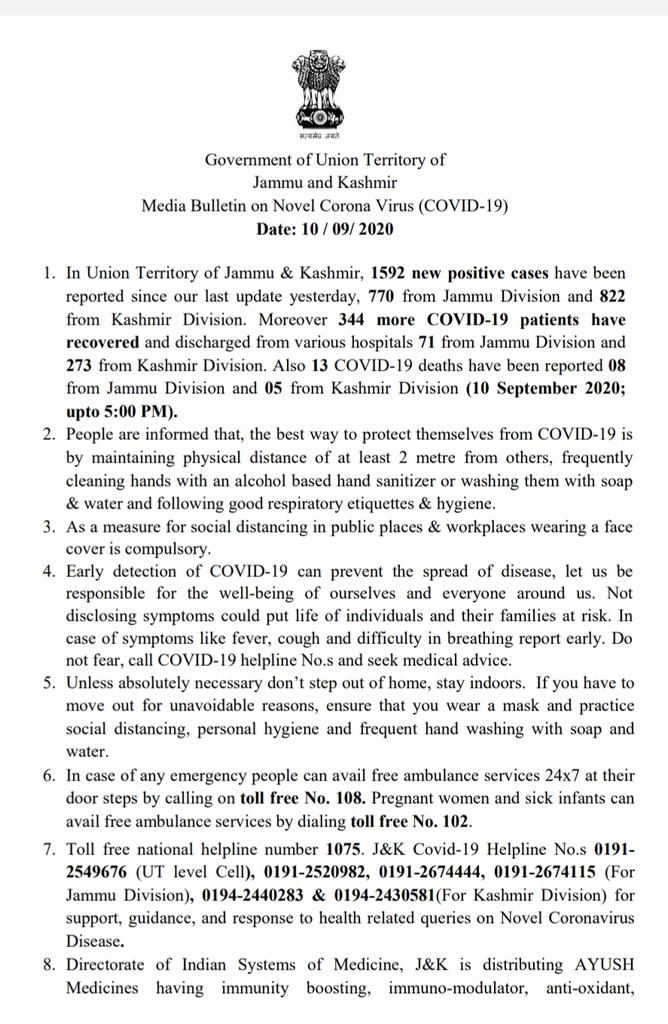 सत्यमेव जयते
Government of Union Territory of
Jammu and Kashmir
Media Bulletin on Novel Corona Virus (COVID-19)
Date: 10 / 09/ 2020
1. In Union Territory of Jammu & Kashmir, 1592 new positive cases have been
reported since our last update yesterday, 770 from Jammu Division and 822
from Kashmir Division. Moreover 344 more COVID-19 patients have
recovered and discharged from various hospitals 71 from Jammu Division and
273 from Kashmir Division. Also 13 COVID-19 deaths have been reported 08
from Jammu Division and 05 from Kashmir Division (10 September 2020;
upto 5:00 PM).
2. People are informed that, the best way to protect themselves from COVID-19 is
by maintaining physical distance of at least 2 metre from others, frequently
cleaning hands with an alcohol based hand sanitizer or washing them with soap
& water and following good respiratory etiquettes & hygiene.
3. As a measure for social distancing in public places & workplaces wearing a face
cover is compulsory.
4. Early detection of COVID-19 can prevent the spread of disease, let us be
responsible for the well-being of ourselves and everyone around us. Not
disclosing symptoms could put life of individuals and their families at risk. In
case of symptoms like fever, cough and difficulty in breathing report early. Do
not fear, call COVID-19 helpline No.s and seek medical advice.
5. Unless absolutely necessary don’t step out of home, stay indoors. If you have to
move out for unavoidable reasons, ensure that you wear a mask and practice
social distancing, personal hygiene and frequent hand washing with soap and
water.
6. In case of any emergency people can avail free ambulance services 24x7 at their
door steps by calling on toll free No. 108. Pregnant women and sick infants can
avail free ambulance services by dialing toll free No. 102.
7. Toll free national helpline number 1075. J&K Covid-19 Helpline No.s 0191-
2549676 (UT level Cell), 0191-2520982, 0191-2674444, 0191-2674115 (For
Jammu Division), 0194-2440283 & 0194-2430581(For Kashmir Division) for
support, guidance, and response to health related queries on Novel Coronavirus
Disease.
8. Directorate of Indian Systems of Medicine, J&K is distributing AYUSH
Medicines having immunity boosting, immuno-modulator, anti-oxidant,